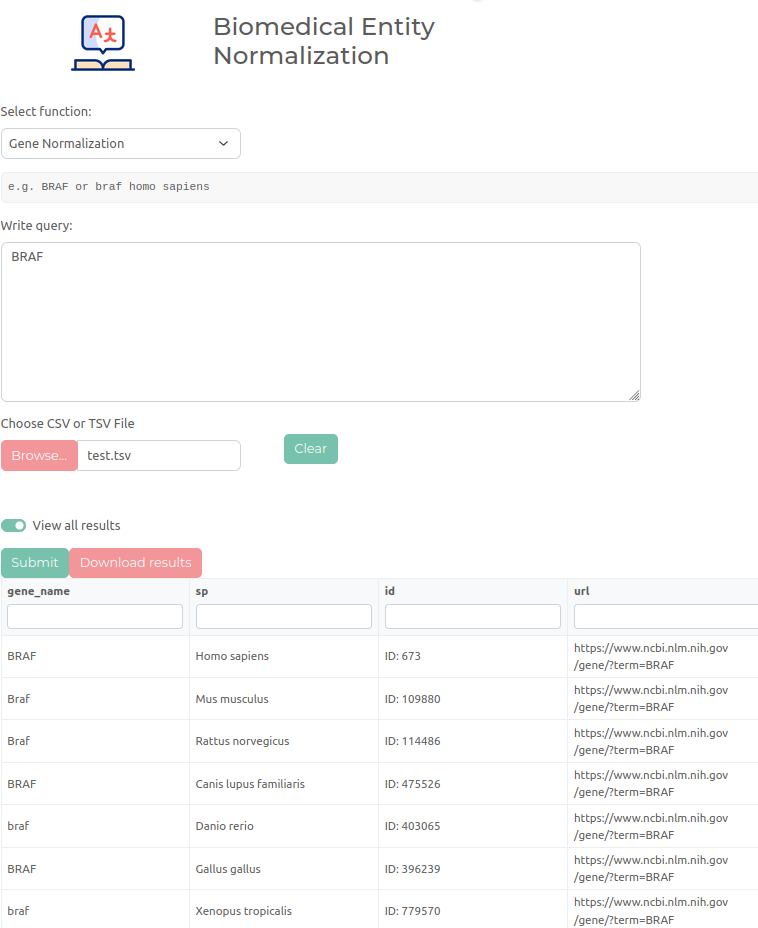 Biomedical Entity
Normalization
Select function:
Gene Normalization
e.g. BRAF or braf homo sapiens
Write query:
BRAF
Choose CSV or TSV File
Browse... test.tsv Clear
View all results
Submit Download results
gene_name sp id url
BRAF Homo sapiens ID: 673 https://www.ncbi.nlm.nih.gov
/gene/?term=BRAF
Braf Mus musculus ID: 109880 https://www.ncbi.nlm.nih.gov
/gene/?term=BRAF
Braf Rattus norvegicus ID: 114486 https://www.ncbi.nlm.nih.gov
/gene/?term=BRAF
BRAF Canis lupus familiaris ID: 475526 https://www.ncbi.nlm.nih.gov
/gene/?term=BRAF
braf Danio rerio ID: 403065 https://www.ncbi.nlm.nih.gov
/gene/?term=BRAF
BRAF Gallus gallus ID: 396239 https://www.ncbi.nlm.nih.gov
/gene/?term=BRAF
braf Xenopus tropicalis ID: 779570 https://www.ncbi.nlm.nih.gov
/gene/?term=BRAF